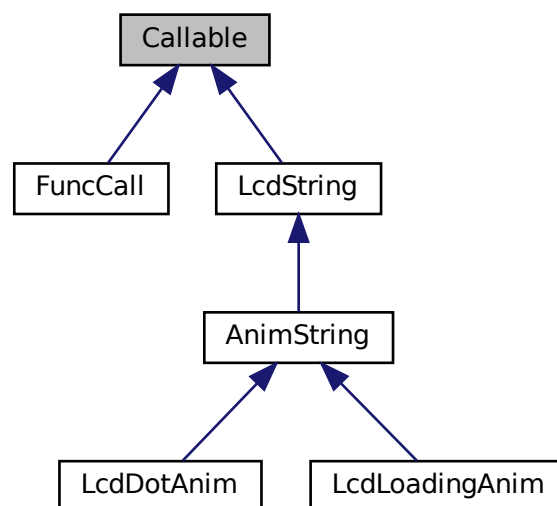 Callable
FuncCall
LcdString
AnimString
LcdDotAnim
LcdLoadingAnim